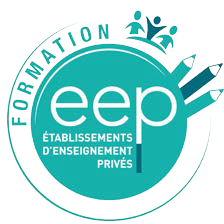 FORMATION
eep
ÉTABLISSEMENTS
D'ENSEIGNEMENT
PRIVÉS